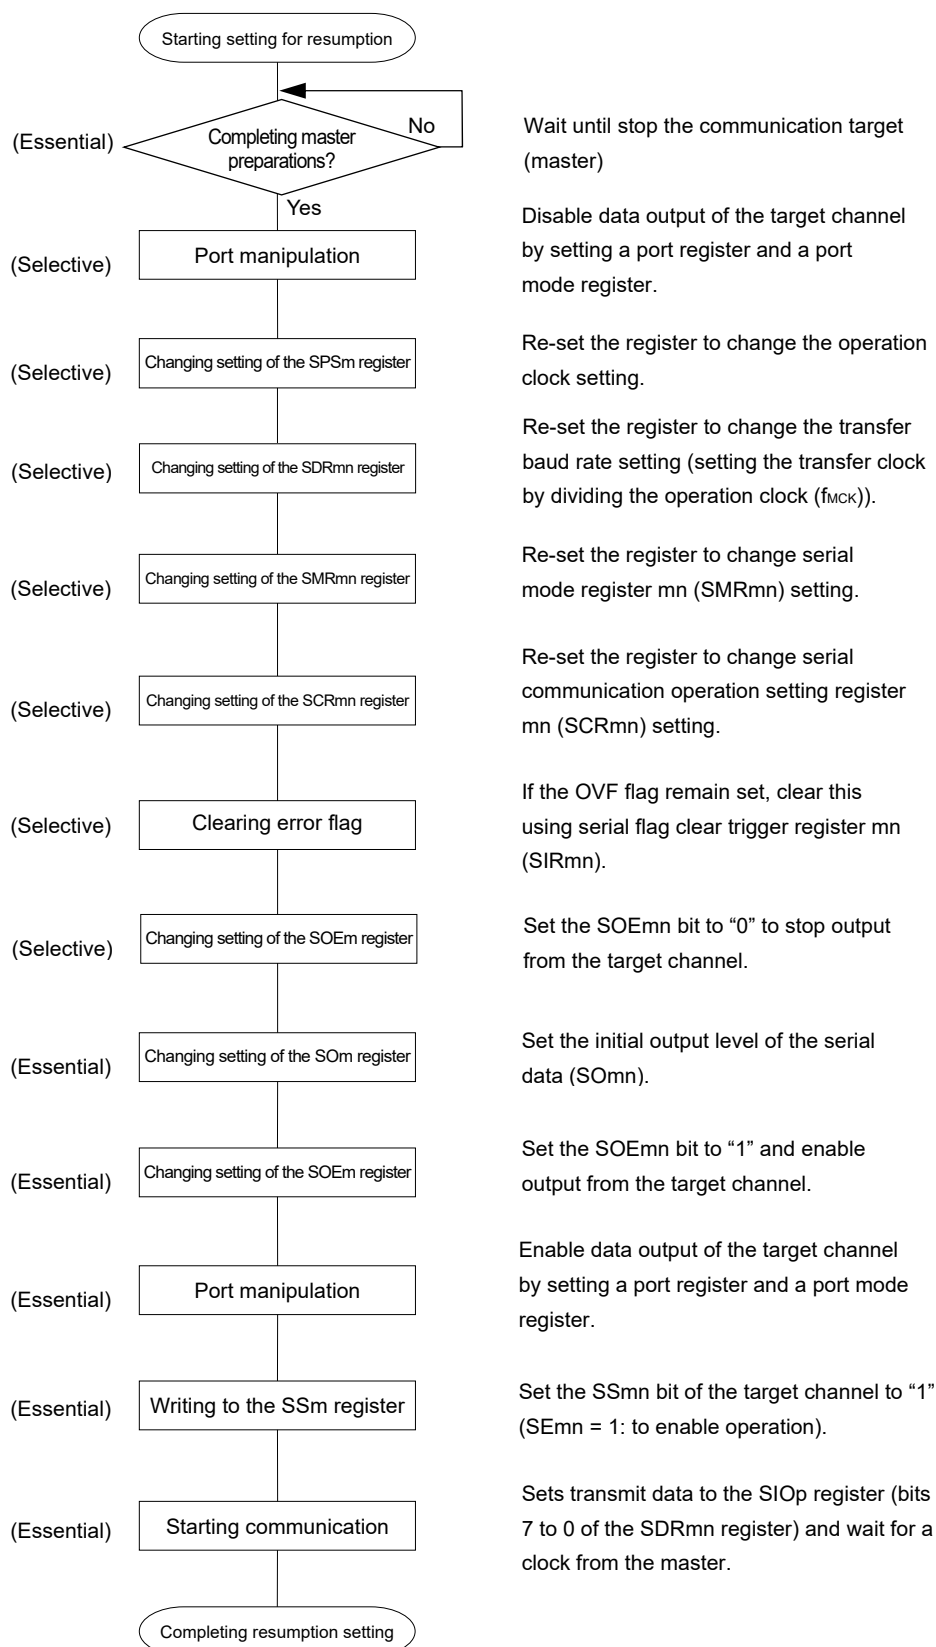 Starting setting for resumption
(Essential)
Completing master
preparations?
No
Wait until stop the communication target
(master)
Yes
(Selective)
Port manipulation
Disable data output of the target channel
by setting a port register and a port
mode register.
(Selective)
Changing setting of the SPSm register
Re-set the register to change the operation
clock setting.
(Selective)
Changing setting of the SDRmn register
Re-set the register to change the transfer
baud rate setting (setting the transfer clock
by dividing the operation clock (fMCK)).
(Selective)
Changing setting of the SMRmn register
Re-set the register to change serial
mode register mn (SMRmn) setting.
(Selective)
Changing setting of the SCRmn register
Re-set the register to change serial
communication operation setting register
mn (SCRmn) setting.
(Selective)
Clearing error flag
If the OVF flag remain set, clear this
using serial flag clear trigger register mn
(SIRmn).
(Selective)
Changing setting of the SOEm register
Set the SOEmn bit to “0” to stop output
from the target channel.
(Essential)
Changing setting of the SOm register
Set the initial output level of the serial
data (SOmn).
(Essential)
Changing setting of the SOEm register
Set the SOEmn bit to “1” and enable
output from the target channel.
(Essential)
Port manipulation
Enable data output of the target channel
by setting a port register and a port mode
register.
(Essential)
Writing to the SSm register
Set the SSmn bit of the target channel to “1”
(SEmn = 1: to enable operation).
(Essential)
Starting communication
Sets transmit data to the SIOp register (bits
7 to 0 of the SDRmn register) and wait for a
clock from the master.
Completing resumption setting